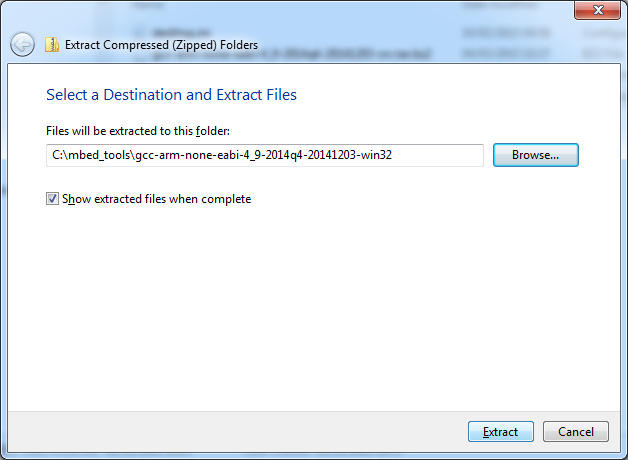 Extract Compressed (Zipped) Folders
Select a Destination and Extract Files
Files will be extracted to this folder:
C:\mbed_tools\gcc-arm-none-eabi-4_9-2014q4-20141203-win32
Browse...
Show extracted files when complete
Extract
Cancel